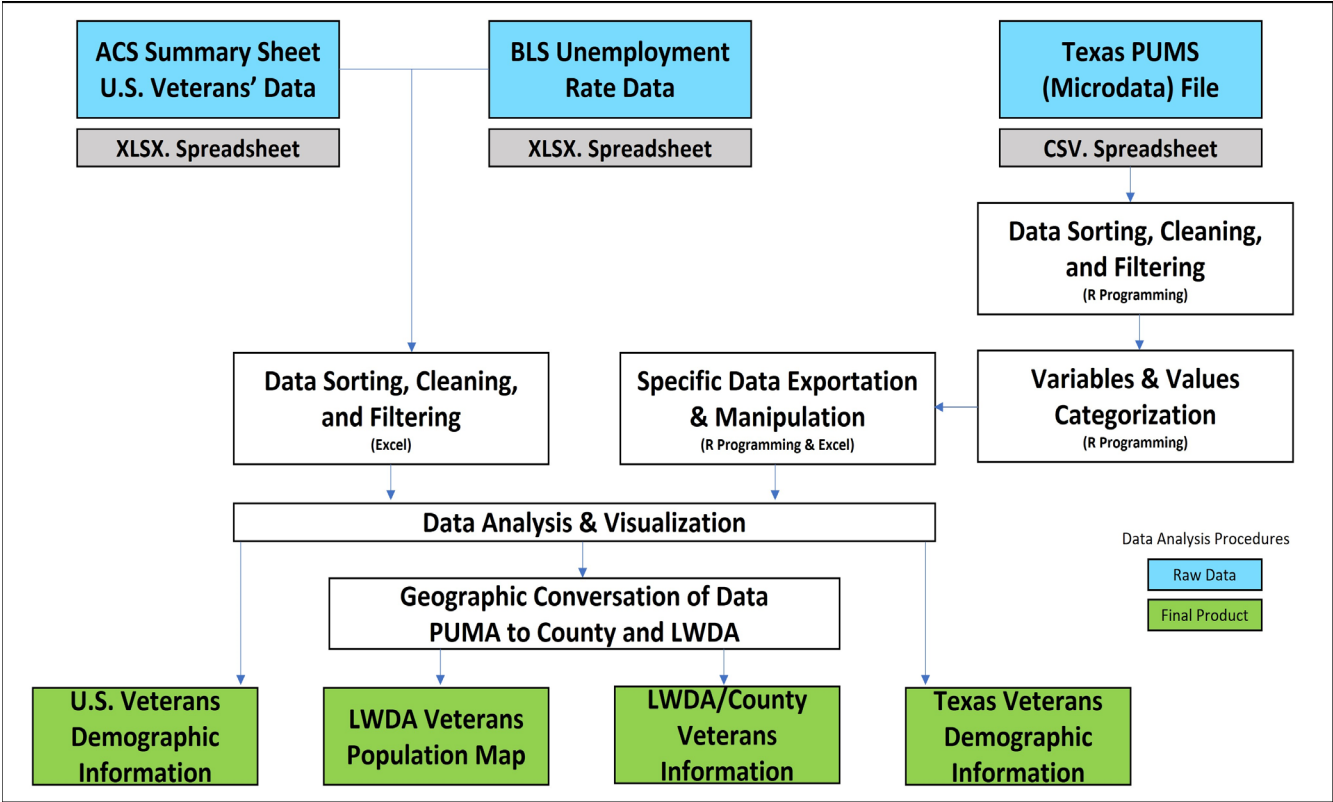 ACS Summary Sheet
U.S. Veterans’ Data
XLSX. Spreadsheet
BLS Unemployment
Rate Data
XLSX. Spreadsheet
Texas PUMS
(Microdata) File
CSV. Spreadsheet
Data Sorting, Cleaning,
and Filtering
(R Programming)
Data Sorting, Cleaning,
and Filtering
(Excel)
Specific Data Exportation
& Manipulation
(R Programming & Excel)
Variables & Values
Categorization
(R Programming)
Data Analysis & Visualization
Geographic Conversation of Data
PUMA to County and LWDA
Data Analysis Procedures
Raw Data
Final Product
U.S. Veterans
Demographic
Information
LWDA Veterans
Population Map
LWDA/County
Veterans
Information
Texas Veterans
Demographic
Information